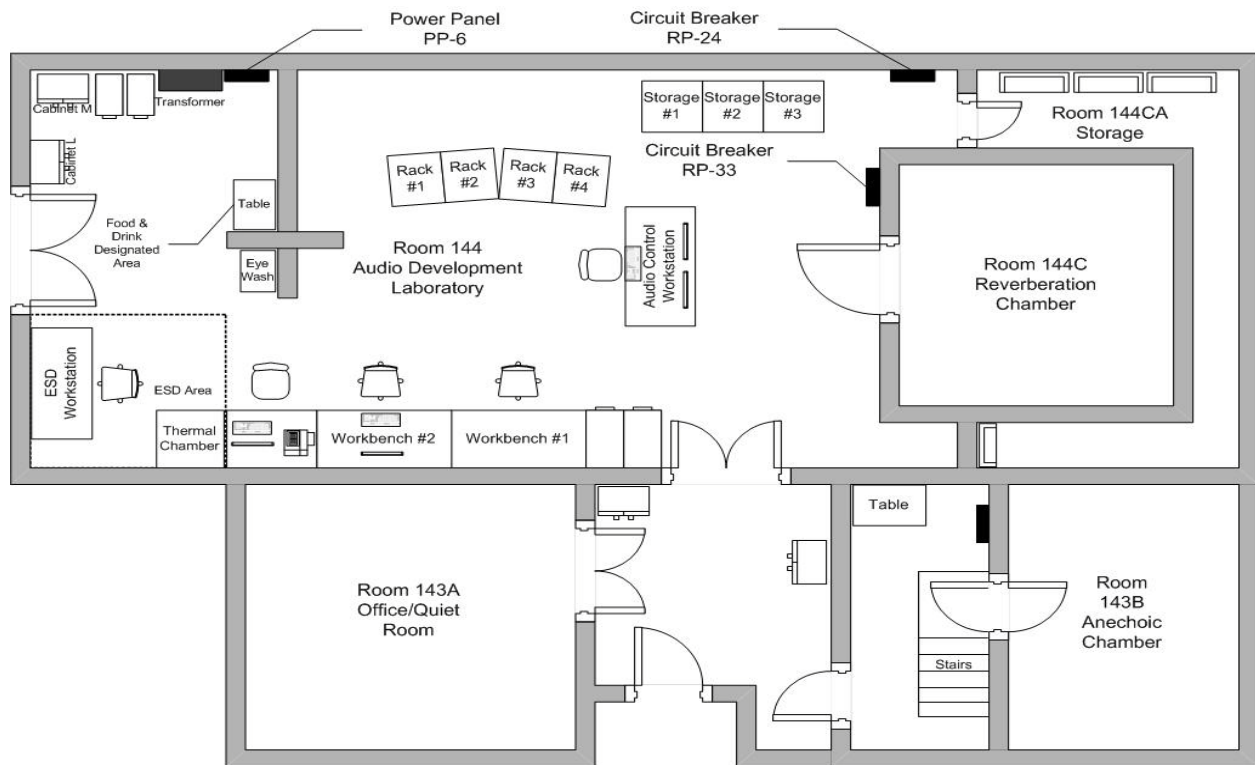 Power Panel
PP-6
Circuit Breaker
RP-24
Cabinet M
Transformer
Storage
#1
Storage
#2
Storage
#3
Room 144CA
Storage
Cabinet L
Circuit Breaker
RP-33
Rack
#1
Rack
#2
Rack
#3
Rack
#4
Table
Food &
Drink
Designated
Area
Eye
Wash
Room 144
Audio Development
Laboratory
Audio Control
Workstation
Room 144C
Reverberation
Chamber
ESD
Workstation
ESD Area
Thermal
Chamber
Workbench #2
Workbench #1
Table
Room 143A
Office/Quiet
Room
Room
143B
Anechoic
Chamber
Stairs